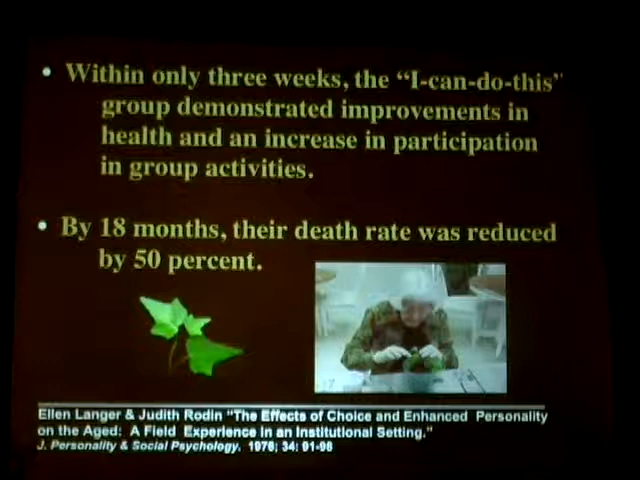 • Within only three weeks, the “I-can-do-this”
group demonstrated improvements in
health and an increase in participation
in group activities.
• By 18 months, their death rate was reduced
by 50 percent.
Ellen Langer & Judith Rodin “The Effects of Choice and Enhanced Personality
on the Aged: A Field Experience in an Institutional Setting.”
J. Personality & Social Psychology, 1976; 34: 91-98